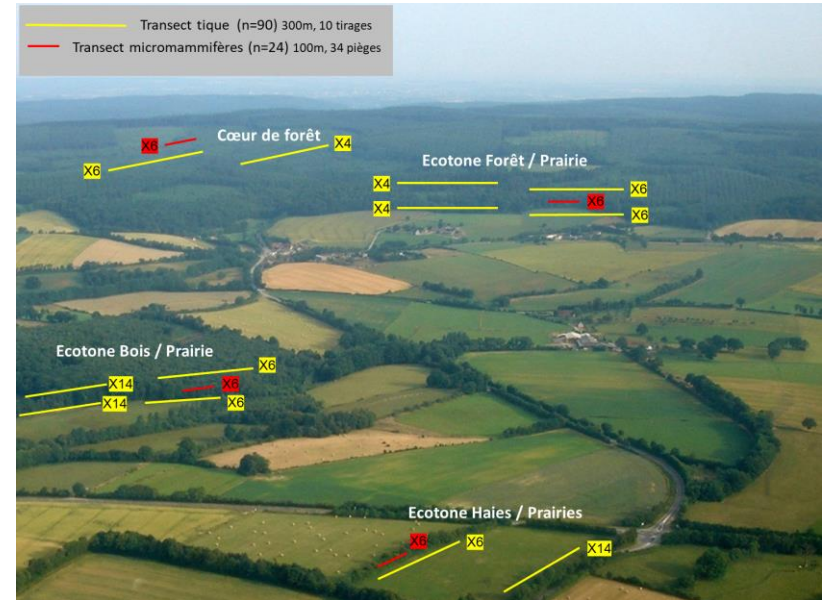 Transect tique (n=90) 300m, 10 tirages
Transect micromammifères (n=24) 100m, 34 pièges
Cœur de forêt
X6
X4
X6
Ecotone Forêt / Prairie
X4
X6
X6
X4
X6
Ecotone Bois / Prairie
X6
X14
X6
X14
X6
Ecotone Haies / Prairies
X6
X6
X14